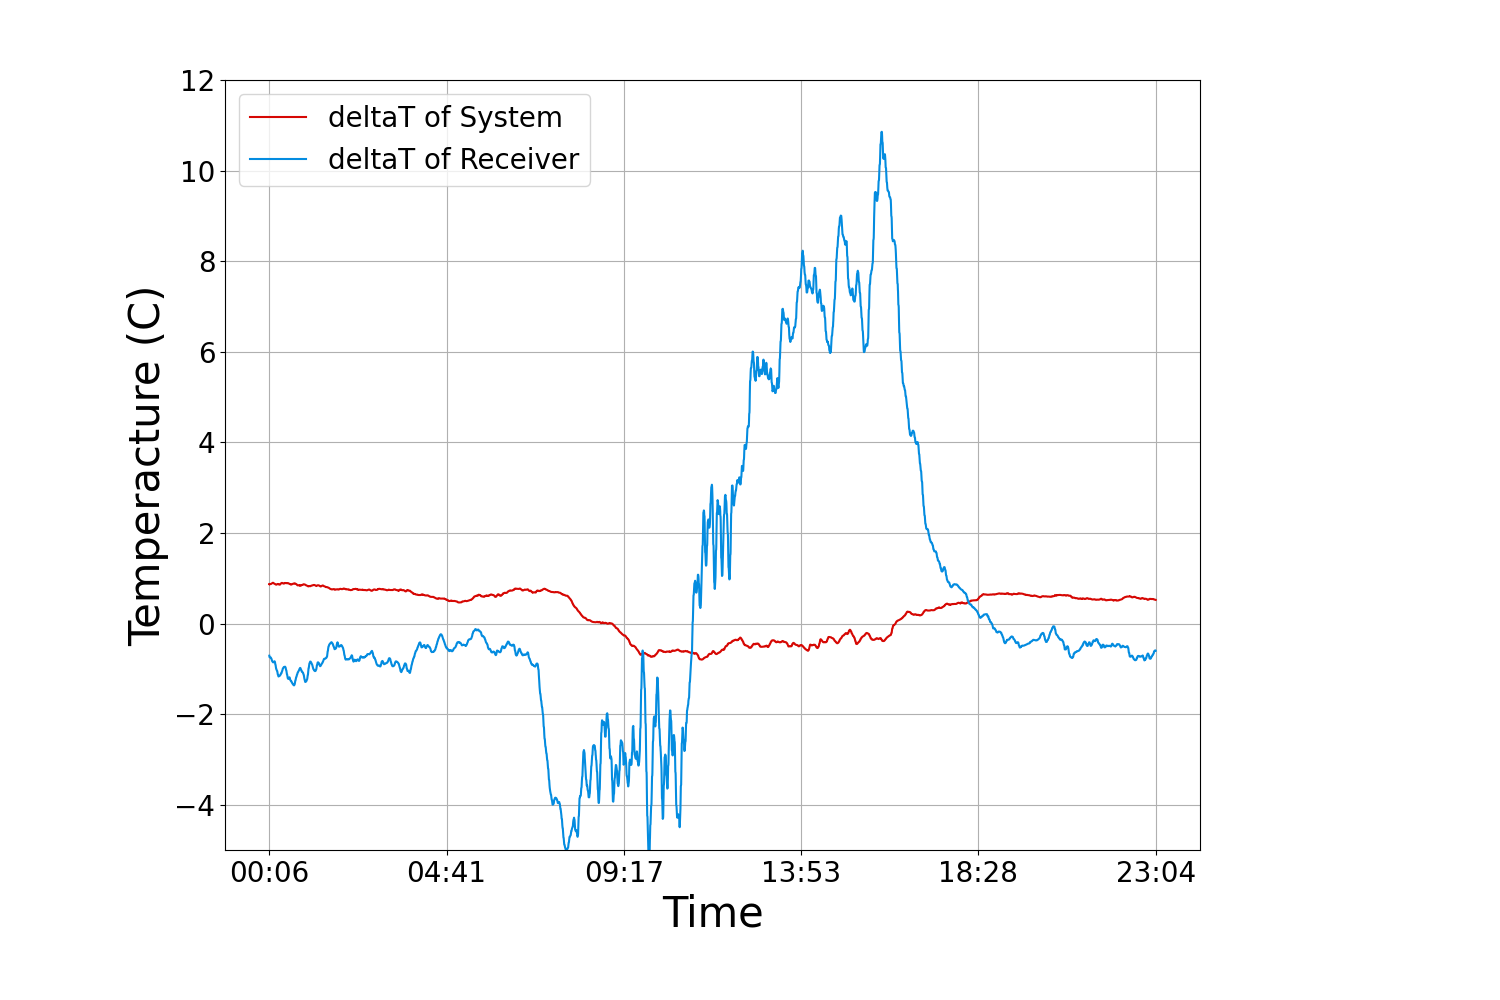 12
10
8
6
4
2
0
−2
−4
Temperacture (C)
deltaT of System
deltaT of Receiver
00:06 04:41 09:17 13:53 18:28 23:04
Time